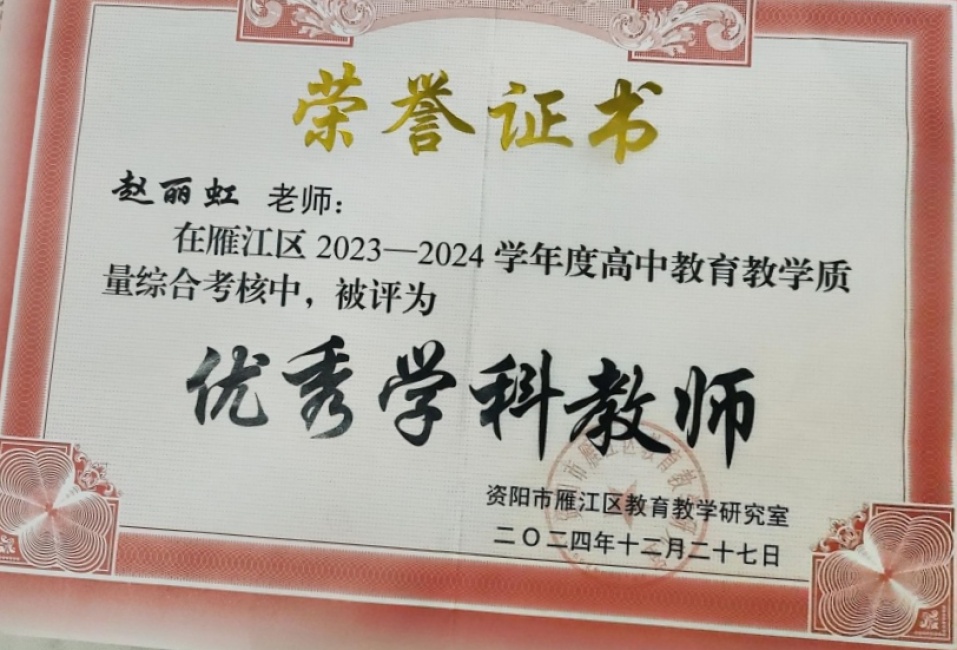 荣誉证书
赵丽虹 老师：
在雁江区 2023—2024 学年度高中教育教学质
量综合考核中，被评为
优秀学科教师
资阳市雁江区教育教学研究室
二〇二四年十二月二十七日